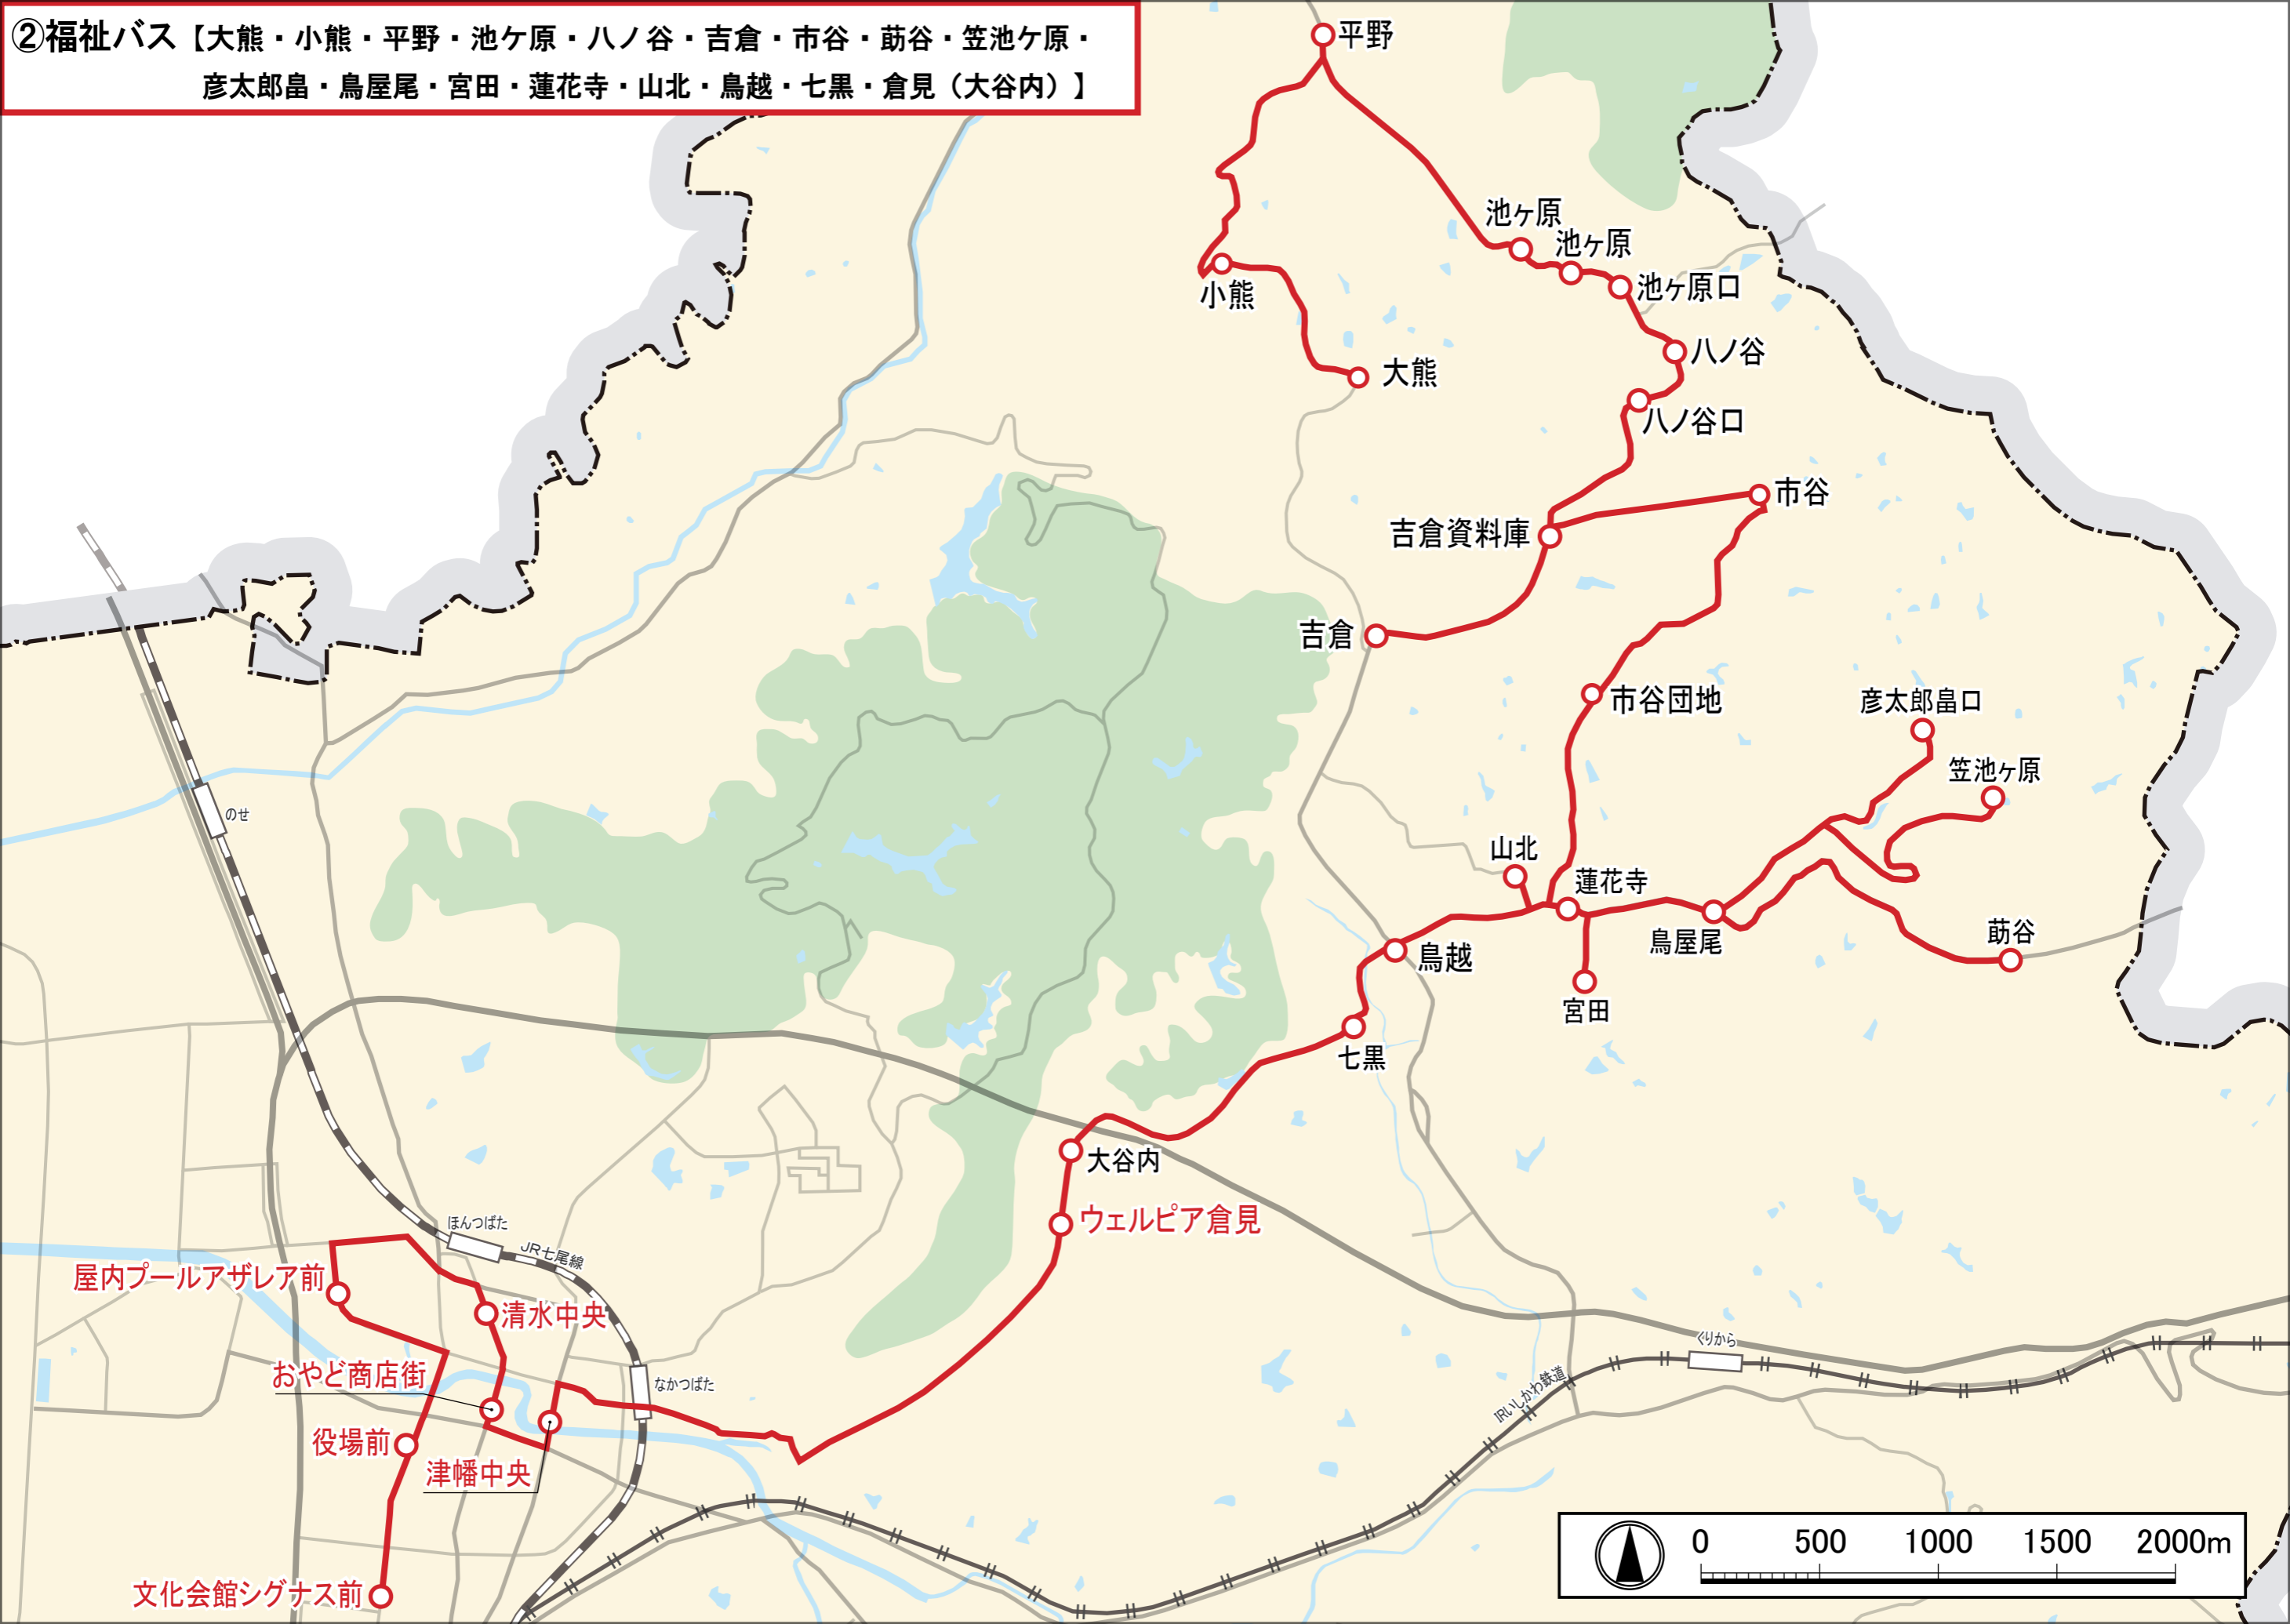 ②福祉バス【大熊・小熊・平野・池ケ原・八ノ谷・吉倉・市谷・莇谷・笠池ケ原・
彦太郎畠・鳥屋尾・宮田・蓮花寺・山北・鳥越・七黒・倉見（大谷内）】
平野
池ヶ原
池ヶ原
池ヶ原口
小熊
八ノ谷
大熊
八ノ谷口
市谷
吉倉資料庫
吉倉
市谷団地
彦太郎畠口
笠池ヶ原
のせ
山北
蓮花寺
莇谷
鳥屋尾
鳥越
宮田
七黒
大谷内
ウェルピア倉見
ほんつばた
JR七尾線
屋内プールアザレア前
清水中央
くりから
おやど商店街
なかつばた
IRいしかわ鉄道
役場前
津幡中央
文化会館シグナス前
0 500 1000 1500 2000m